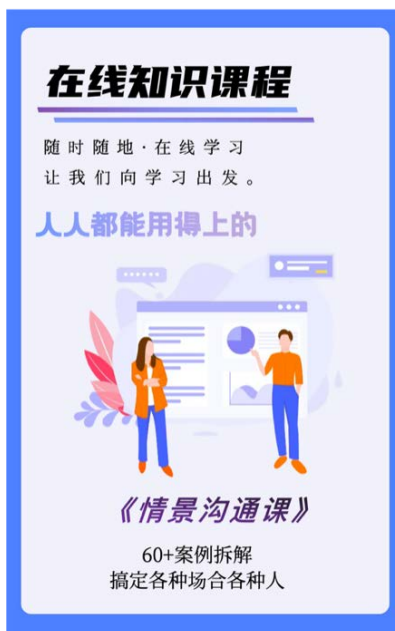 在线知识课程
随时随地·在线学习
让我们向学习出发。
人人都能用得上的
《情景沟通课》
60+案例拆解
搞定各种场合各种人